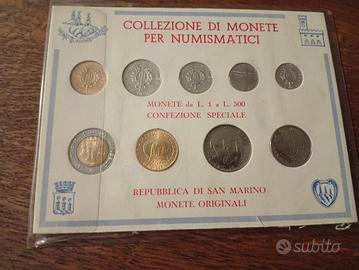 COLLEZIONE DI MONETE
PER NUMISMATICI
MONETE da L. 1 a L. 500
CONFEZIONE SPECIALE
REPUBBLICA DI SAN MARINO
MONETE ORIGINALI
subito